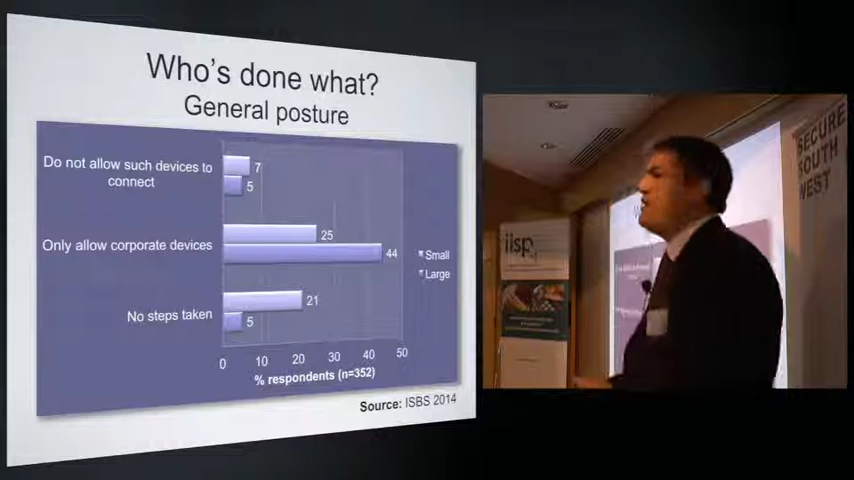 Who's done what?
General posture
Do not allow such devices to
connect
7
5
Only allow corporate devices
25
44
No steps taken
21
5
Small
Large
0 10 20 30 40 50
% respondents (n=352)
Source: ISBS 2014
iisp
SECURE
SOUTH
WEST